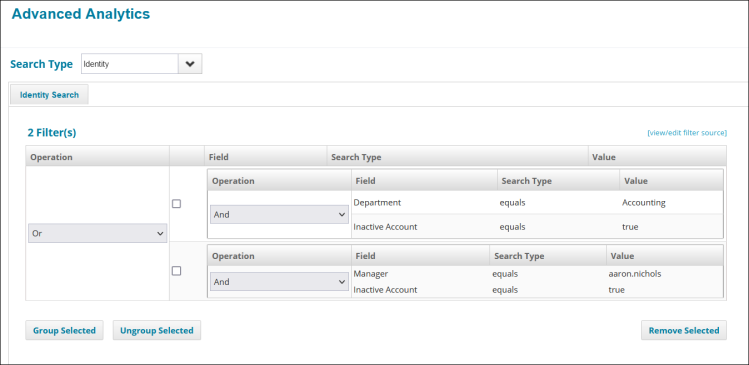 Advanced Analytics
Search Type Identity
Identity Search
2 Filter(s) [view/edit filter source]
Operation Field Search Type Value
Operation Field Search Type Value
Department equals Accounting
And
Inactive Account equals true
Or
Operation Field Search Type Value
Manager equals aaron.nichols
And
Inactive Account equals true
Group Selected Ungroup Selected Remove Selected